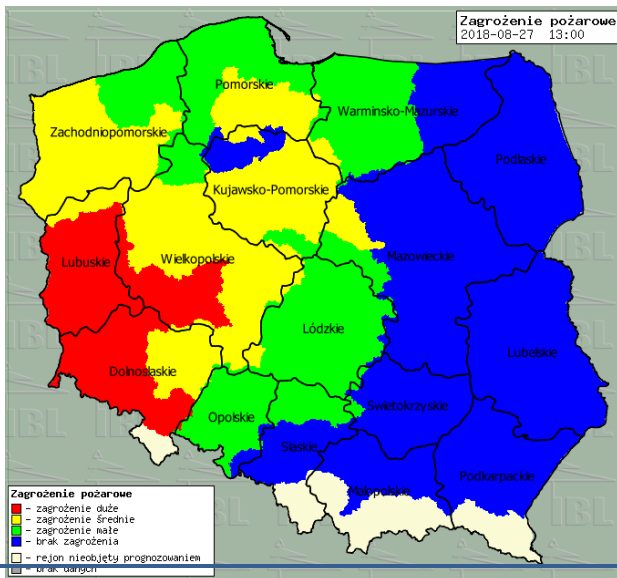 Zagrożenie pożarowe
2018-08-27 13:00
Pomorskie
Zachodniopomorskie
Warminsko-Mazurskie
Podlaskie
Kujawsko-Pomorskie
Lubuskie
Wielkopolskie
Mazowieckie
Łódzkie
Lubelskie
Dolnoslaskie
Opolskie
Swietokrzyskie
Slaskie
Malopolskie
Podkarpackie
Zagrożenie pożarowe
- zagrożenie duże
- zagrożenie średnie
- zagrożenie małe
- brak zagrożenia
- rejon nieobjęty prognozowaniem
- brak danych
IBL